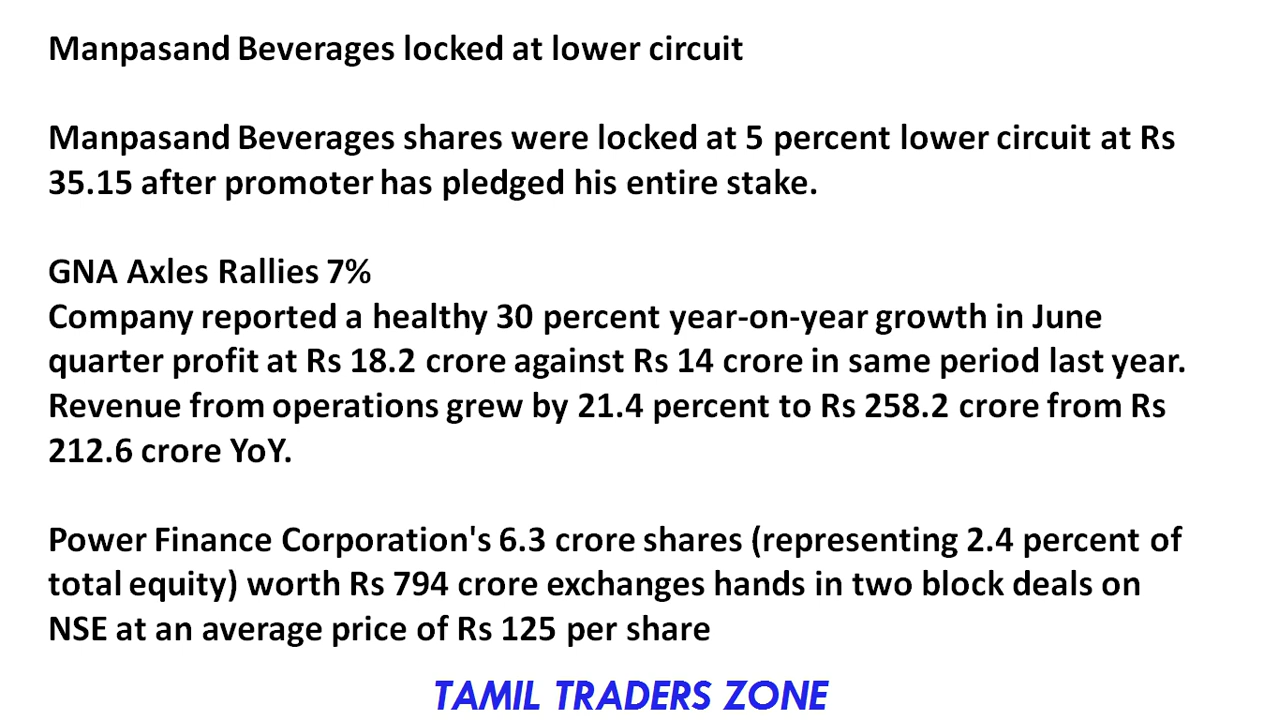 Manpasand Beverages locked at lower circuit
Manpasand Beverages shares were locked at 5 percent lower circuit at Rs
35.15 after promoter has pledged his entire stake.
GNA Axles Rallies 7%
Company reported a healthy 30 percent year-on-year growth in June
quarter profit at Rs 18.2 crore against Rs 14 crore in same period last year.
Revenue from operations grew by 21.4 percent to Rs 258.2 crore from Rs
212.6 crore YoY.
Power Finance Corporation's 6.3 crore shares (representing 2.4 percent of
total equity) worth Rs 794 crore exchanges hands in two block deals on
NSE at an average price of Rs 125 per share
TAMIL TRADERS ZONE